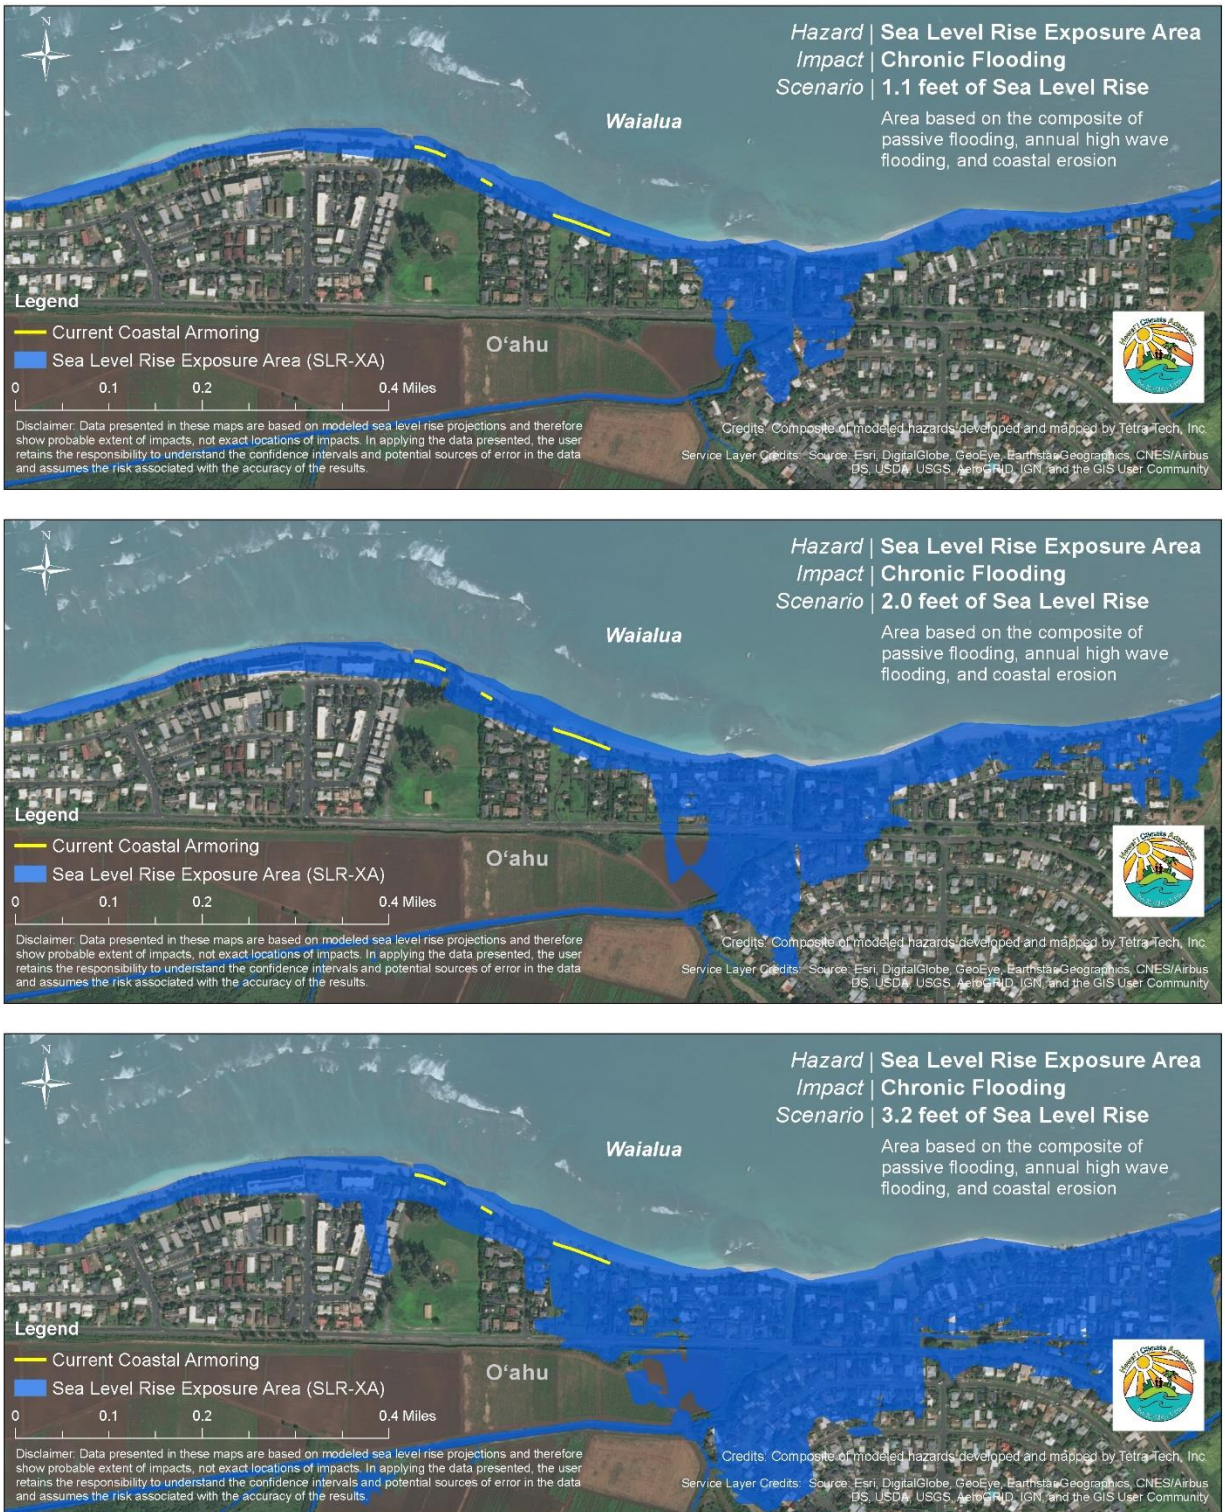 N
Hazard | Sea Level Rise Exposure Area
Impact | Chronic Flooding
Scenario | 1.1 feet of Sea Level Rise
Area based on the composite of
passive flooding, annual high wave
flooding, and coastal erosion
Waialua
Legend
Current Coastal Armoring
Sea Level Rise Exposure Area (SLR-XA)
O‘ahu
0 0.1 0.2 0.4 Miles
Disclaimer: Data presented in these maps are based on modeled sea level rise projections and therefore
show probable extent of impacts, not exact locations of impacts. In applying the data presented, the user
retains the responsibility to understand the confidence intervals and potential sources of error in the data
and assumes the risk associated with the accuracy of the results.
Hawai‘i Climate Adaptation
Credits: Composite of modeled hazards developed and mapped by Tetra Tech, Inc.
Service Layer Credits: Source: Esri, DigitalGlobe, GeoEye, Earthstar Geographics, CNES/Airbus
DS, USDA, USGS, AeroGRID, IGN, and the GIS User Community
N
Hazard | Sea Level Rise Exposure Area
Impact | Chronic Flooding
Scenario | 2.0 feet of Sea Level Rise
Area based on the composite of
passive flooding, annual high wave
flooding, and coastal erosion
Waialua
Legend
Current Coastal Armoring
Sea Level Rise Exposure Area (SLR-XA)
O‘ahu
0 0.1 0.2 0.4 Miles
Disclaimer: Data presented in these maps are based on modeled sea level rise projections and therefore
show probable extent of impacts, not exact locations of impacts. In applying the data presented, the user
retains the responsibility to understand the confidence intervals and potential sources of error in the data
and assumes the risk associated with the accuracy of the results.
Hawai‘i Climate Adaptation
Credits: Composite of modeled hazards developed and mapped by Tetra Tech, Inc.
Service Layer Credits: Source: Esri, DigitalGlobe, GeoEye, Earthstar Geographics, CNES/Airbus
DS, USDA, USGS, AeroGRID, IGN, and the GIS User Community
N
Hazard | Sea Level Rise Exposure Area
Impact | Chronic Flooding
Scenario | 3.2 feet of Sea Level Rise
Area based on the composite of
passive flooding, annual high wave
flooding, and coastal erosion
Waialua
Legend
Current Coastal Armoring
Sea Level Rise Exposure Area (SLR-XA)
O‘ahu
0 0.1 0.2 0.4 Miles
Disclaimer: Data presented in these maps are based on modeled sea level rise projections and therefore
show probable extent of impacts, not exact locations of impacts. In applying the data presented, the user
retains the responsibility to understand the confidence intervals and potential sources of error in the data
and assumes the risk associated with the accuracy of the results.
Hawai‘i Climate Adaptation
Credits: Composite of modeled hazards developed and mapped by Tetra Tech, Inc.
Service Layer Credits: Source: Esri, DigitalGlobe, GeoEye, Earthstar Geographics, CNES/Airbus
DS, USDA, USGS, AeroGRID, IGN, and the GIS User Community